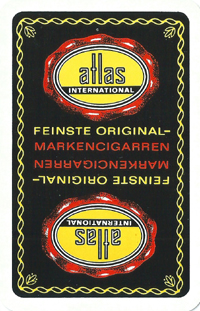 atlas
INTERNATIONAL
FEINSTE ORIGINAL–
MARKENCIGARREN
MARKENCIGARREN
FEINSTE ORIGINAL–
atlas
INTERNATIONAL